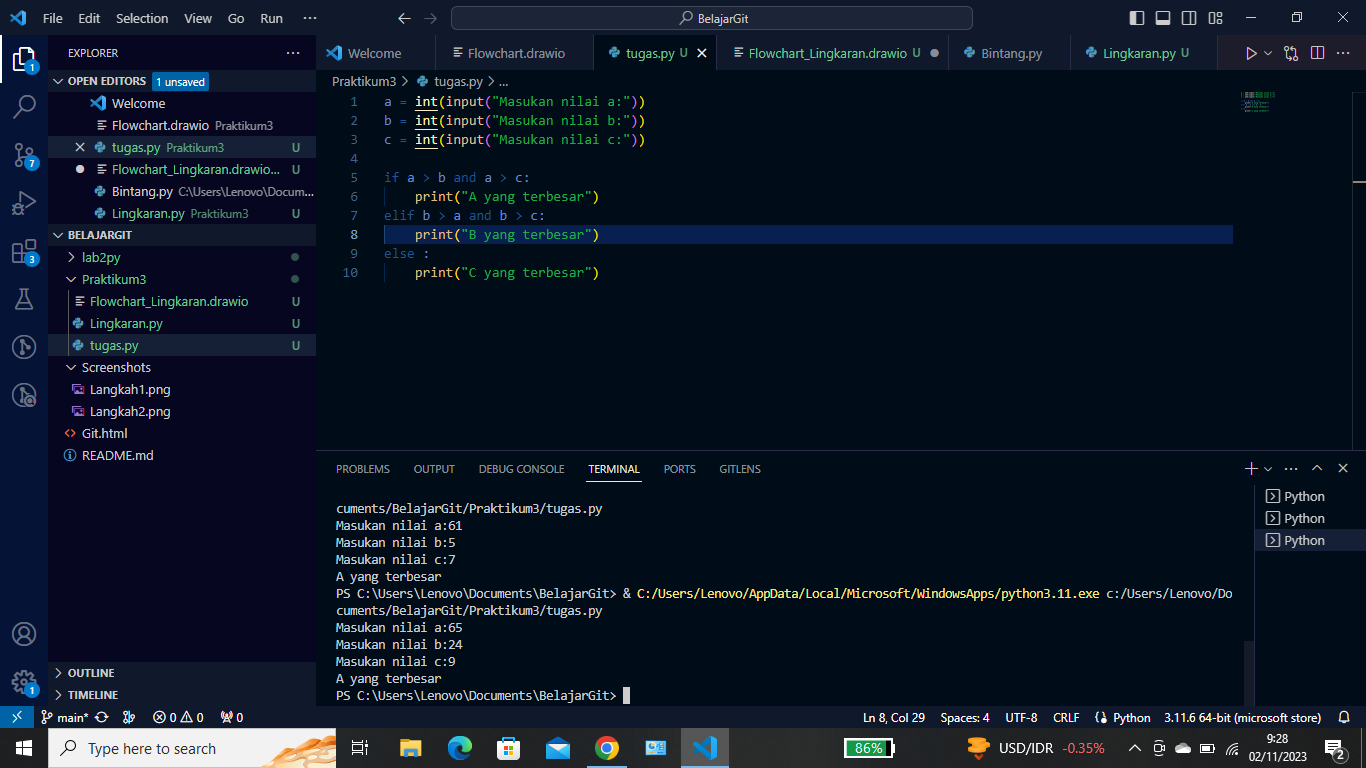 File Edit Selection View Go Run ··· BelajarGit
EXPLORER ···
OPEN EDITORS 1 unsaved
Welcome
Flowchart.drawio Praktikum3
tugas.py Praktikum3 U
Flowchart_Lingkaran.drawio... U
Bintang.py C:\Users\Lenovo\Docum...
Lingkaran.py Praktikum3 U
BELAJARGIT
lab2py
Praktikum3
Flowchart_Lingkaran.drawio U
Lingkaran.py U
tugas.py U
Screenshots
Langkah1.png
Langkah2.png
Git.html
README.md
OUTLINE
TIMELINE
1
7
3
1
Welcome Flowchart.drawio tugas.py U Flowchart_Lingkaran.drawio U Bintang.py Lingkaran.py U
Praktikum3 > tugas.py > ...
1 a = int(input("Masukan nilai a:"))
2 b = int(input("Masukan nilai b:"))
3 c = int(input("Masukan nilai c:"))
4
5 if a > b and a > c:
6 print("A yang terbesar")
7 elif b > a and b > c:
8 print("B yang terbesar")
9 else :
10 print("C yang terbesar")
PROBLEMS OUTPUT DEBUG CONSOLE TERMINAL PORTS GITLENS
cuments/BelajarGit/Praktikum3/tugas.py
Masukan nilai a:61
Masukan nilai b:5
Masukan nilai c:7
A yang terbesar
PS C:\Users\Lenovo\Documents\BelajarGit> & C:/Users/Lenovo/AppData/Local/Microsoft/WindowsApps/python3.11.exe c:/Users/Lenovo/Do
cuments/BelajarGit/Praktikum3/tugas.py
Masukan nilai a:65
Masukan nilai b:24
Masukan nilai c:9
A yang terbesar
PS C:\Users\Lenovo\Documents\BelajarGit>
Python
Python
Python
main* 0 0 0 Ln 8, Col 29 Spaces: 4 UTF-8 CRLF Python 3.11.6 64-bit (microsoft store)
Type here to search 86% USD/IDR -0.35% 9:28
02/11/2023 2